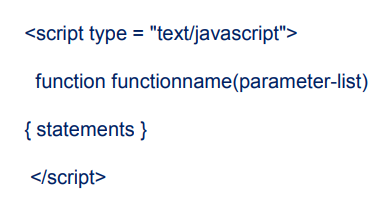 <script type = "text/javascript">
function functionname(parameter-list)
{ statements }
</script>